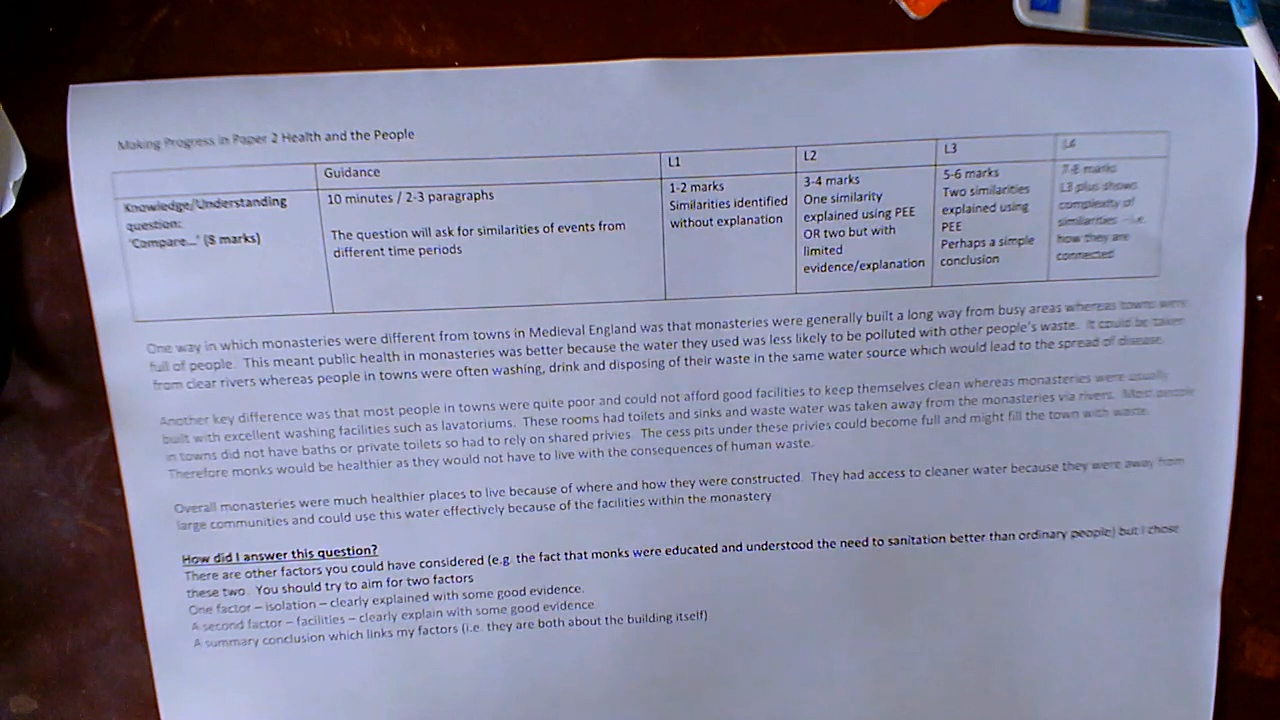 Making Progress in Paper 2 Health and the People
Guidance
L1
L2
L3
L4
Knowledge/Understanding
question:
'Compare...' (8 marks)
10 minutes / 2-3 paragraphs
The question will ask for similarities of events from
different time periods
1-2 marks
Similarities identified
without explanation
3-4 marks
One similarity
explained using PEE
OR two but with
limited
evidence/explanation
5-6 marks
Two similarities
explained using
PEE
Perhaps a simple
conclusion
7-8 marks
L3 plus shows
complexity of
similarities – i.e.
how they are
connected
One way in which monasteries were different from towns in Medieval England was that monasteries were generally built a long way from busy areas whereas towns were
full of people. This meant public health in monasteries was better because the water they used was less likely to be polluted with other people's waste. It could be taken
from clear rivers whereas people in towns were often washing, drink and disposing of their waste in the same water source which would lead to the spread of disease.
Another key difference was that most people in towns were quite poor and could not afford good facilities to keep themselves clean whereas monasteries were usually
built with excellent washing facilities such as lavatoriums. These rooms had toilets and sinks and waste water was taken away from the monasteries via rivers. Most people
in towns did not have baths or private toilets so had to rely on shared privies. The cess pits under these privies could become full and might fill the town with waste.
Therefore monks would be healthier as they would not have to live with the consequences of human waste.
Overall monasteries were much healthier places to live because of where and how they were constructed. They had access to cleaner water because they were away from
large communities and could use this water effectively because of the facilities within the monastery
How did I answer this question?
There are other factors you could have considered (e.g. the fact that monks were educated and understood the need to sanitation better than ordinary people) but I chose
these two. You should try to aim for two factors
One factor – isolation – clearly explained with some good evidence.
A second factor – facilities – clearly explain with some good evidence
A summary conclusion which links my factors (i.e. they are both about the building itself)